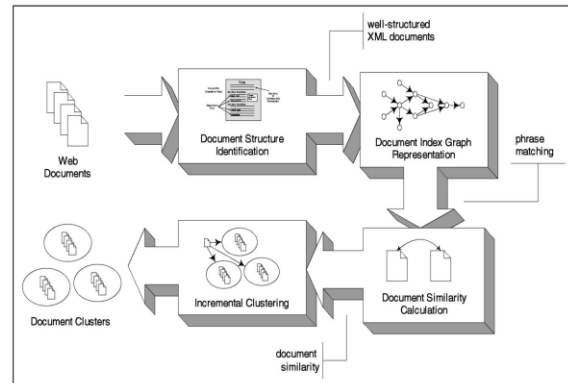 well-structured
XML documents
Web
Documents
Document Structure
Identification
Document Index Graph
Representation
phrase
matching
Document Clusters
Incremental Clustering
Document Similarity
Calculation
document
similarity